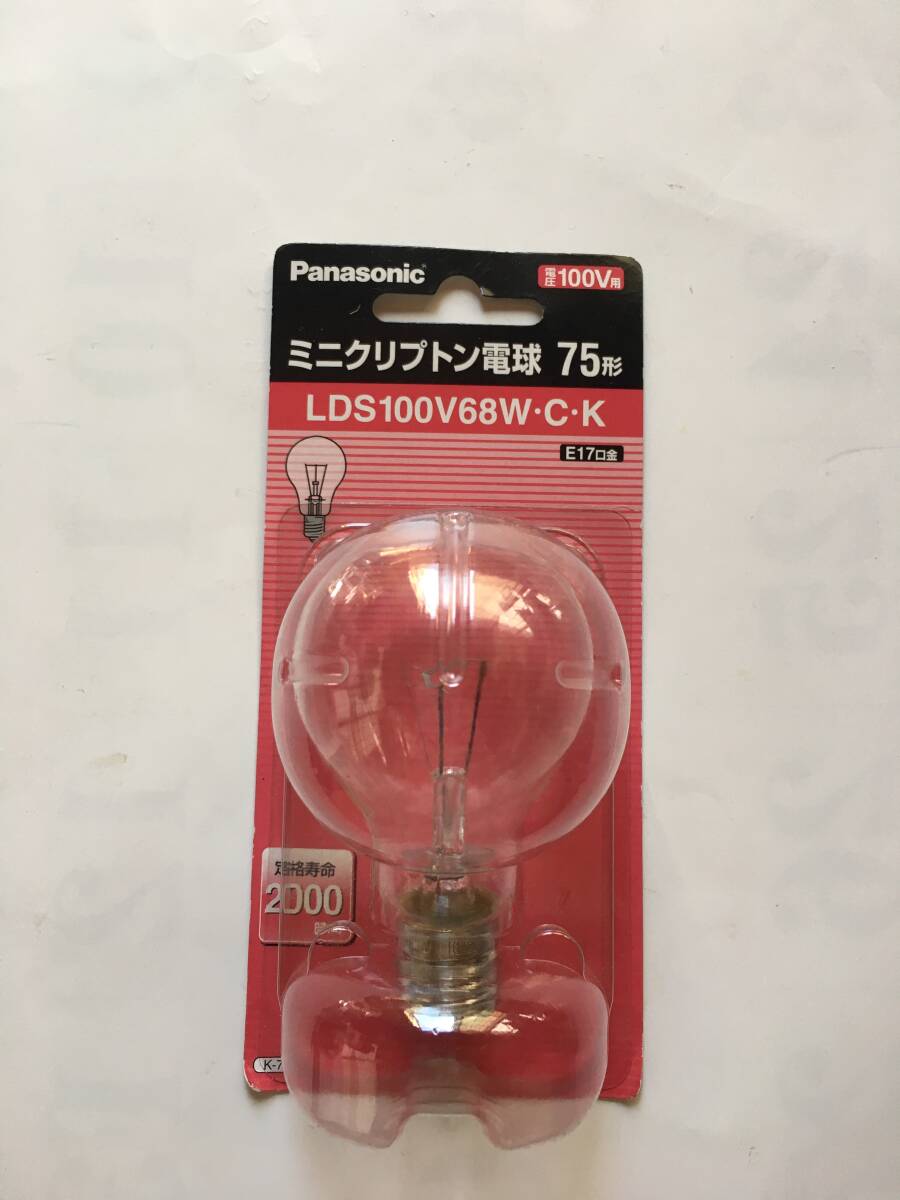 Panasonic
電圧100V用
ミニクリプトン電球 75形
LDS100V68W・C・K
E17口金
定格寿命
2000
K-7